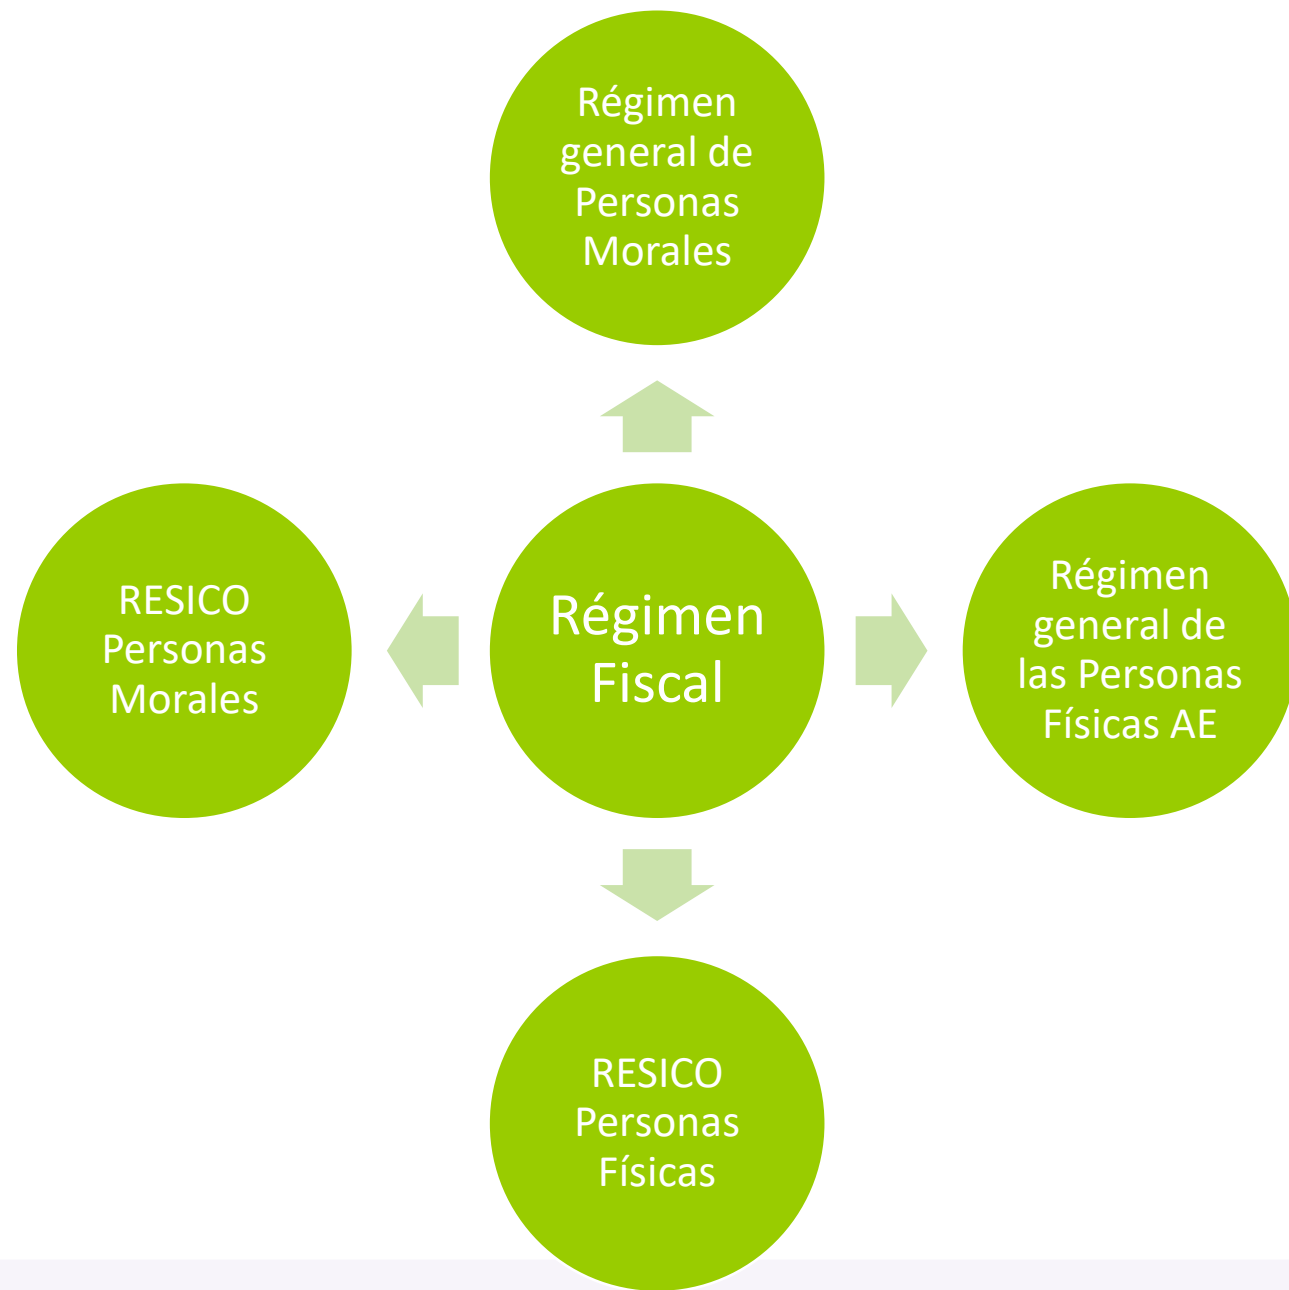 Régimen
general de
Personas
Morales
RESICO
Personas
Morales
Régimen
Fiscal
Régimen
general de
las Personas
Físicas AE
RESICO
Personas
Físicas